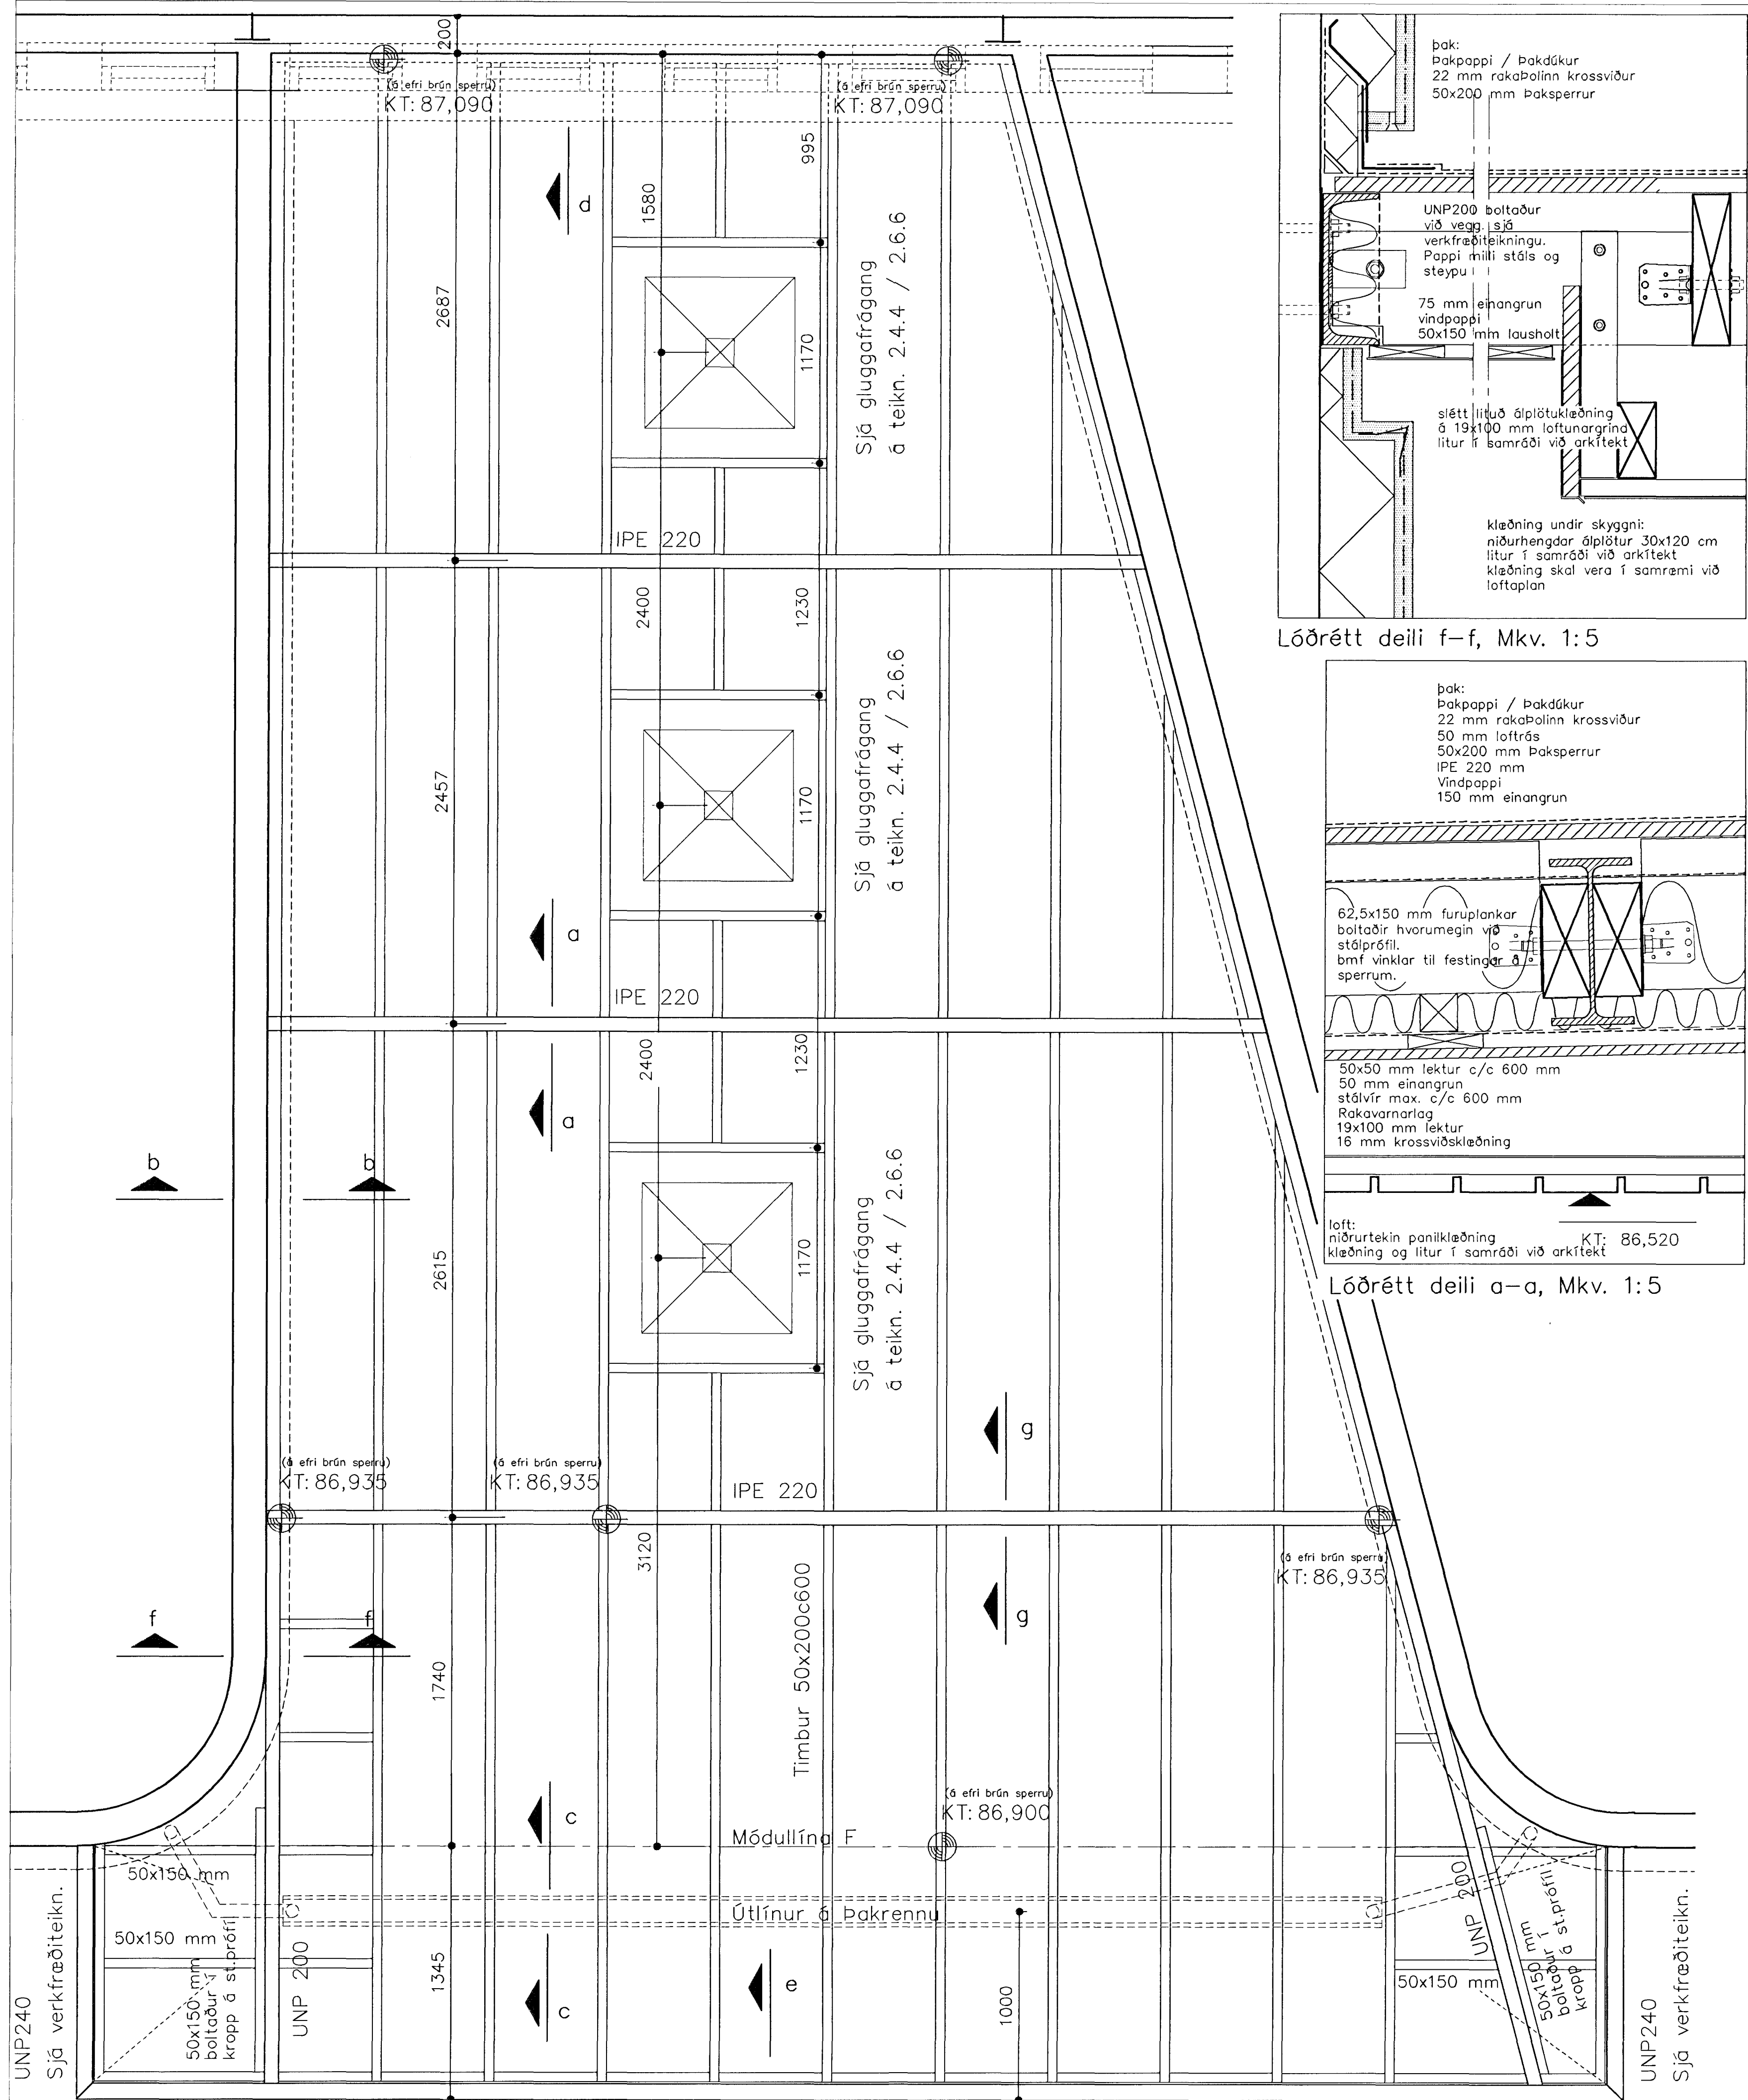 200
(á efri brún sperru)
KT: 87,090
(á efri brún sperru)
KT: 87,090
d
995
1580
2687
1170
Sjá gluggafrágang
á teikn. 2.4.4 / 2.6.6
IPE 220
2400
1230
2457
1170
Sjá gluggafrágang
á teikn. 2.4.4 / 2.6.6
a
IPE 220
2400
1230
a
b
b
2615
1170
Sjá gluggafrágang
á teikn. 2.4.4 / 2.6.6
g
(á efri brún sperru)
KT: 86,935
(á efri brún sperru)
KT: 86,935
IPE 220
3120
(á efri brún sperru)
KT: 86,935
g
f
f
1740
Timbur 50x200c600
(á efri brún sperru)
KT: 86,900
c
Módullína F
50x150 mm
Útlínur á Þakrennu
50x150 mm
50x150 mm
boltaður í
kropp á st.prófíl
UNP 200
1345
c
e
1000
UNP 200
50x150 mm
boltaður í
kropp á st.prófíl
50x150 mm
UNP240
Sjá verkfræðiteikn.
UNP240
Sjá verkfræðiteikn.
Þak:
Þakpappi / Þakdúkur
22 mm rakaÞolinn krossviður
50x200 mm Þaksperrur
UNP200 boltaður
við vegg. sjá
verkfræðiteikningu.
Pappi milli stáls og
steypu
75 mm einangrun
vindpappi
50x150 mm lausholt
slétt lituð álplötuklæðning
á 19x100 mm loftunargrind
litur í samráði við arkítekt
klæðning undir skyggni:
niðurhengdar álplötur 30x120 cm
litur í samráði við arkítekt
klæðning skal vera í samræmi við
loftaplan
Lóðrétt deili f-f, Mkv. 1:5
Þak:
Þakpappi / Þakdúkur
22 mm rakaÞolinn krossviður
50 mm loftrás
50x200 mm Þaksperrur
IPE 220 mm
Vindpappi
150 mm einangrun
62,5x150 mm furuplankar
boltaðir hvorumegin við
stálprófíl.
bmf vinklar til festingar á
sperrum.
50x50 mm lektur c/c 600 mm
50 mm einangrun
stálvír max. c/c 600 mm
Rakavarnarlag
19x100 mm lektur
16 mm krossviðsklæðning
loft:
niðrurtekin panilklæðning
KT: 86,520
klæðning og litur í samráði við arkítekt
Lóðrétt deili a-a, Mkv. 1:5